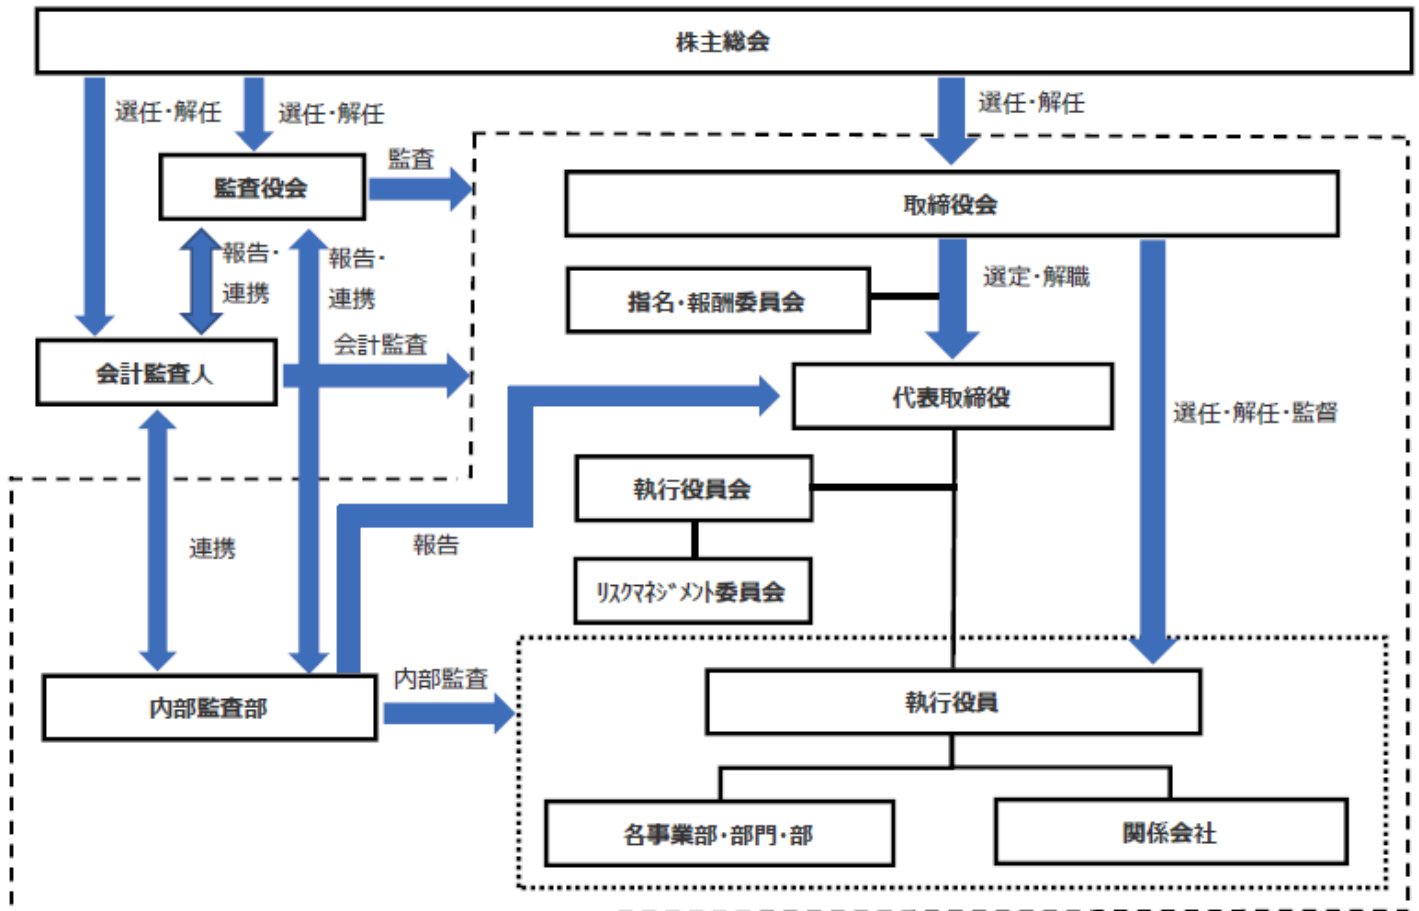 株主総会
選任・解任
選任・解任
選任・解任
監査役会
監査
取締役会
報告・
連携
報告・
連携
選定・解職
指名・報酬委員会
会計監査人
会計監査
代表取締役
選任・解任・監督
執行役員会
連携
報告
ﾘｽｸﾏﾈｼﾞﾒﾝﾄ委員会
内部監査部
内部監査
執行役員
各事業部・部門・部
関係会社